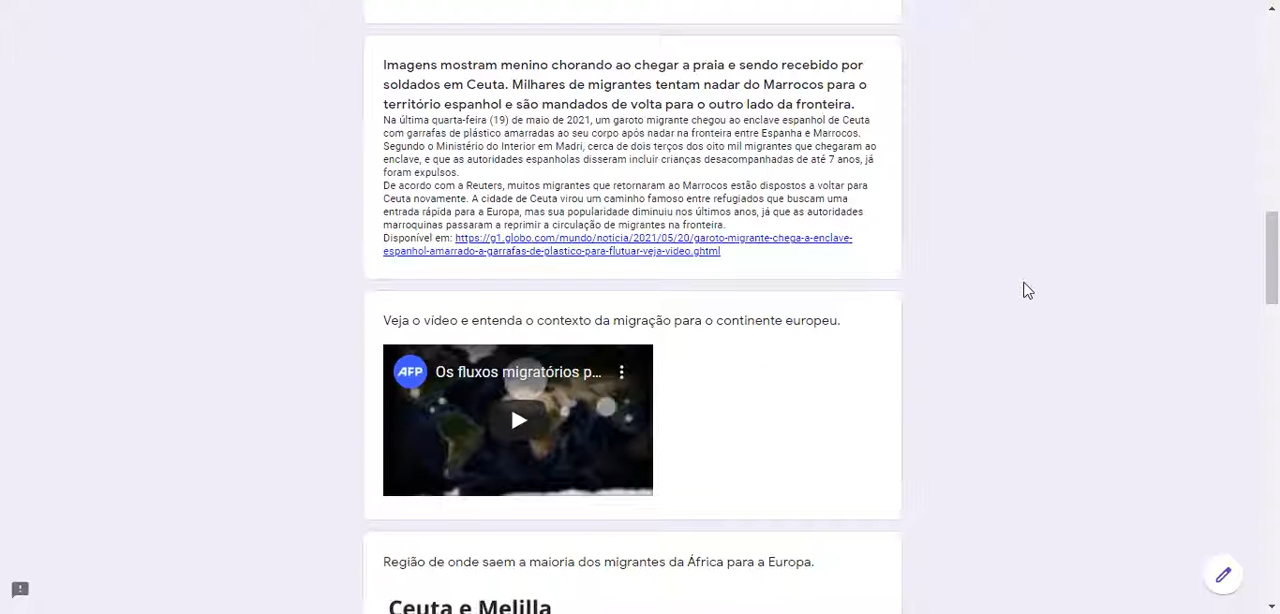 Imagens mostram menino chorando ao chegar a praia e sendo recebido por
soldados em Ceuta. Milhares de migrantes tentam nadar do Marrocos para o
território espanhol e são mandados de volta para o outro lado da fronteira.
Na última quarta-feira (19) de maio de 2021, um garoto migrante chegou ao enclave espanhol de Ceuta
com garrafas de plástico amarradas ao seu corpo após nadar na fronteira entre Espanha e Marrocos.
Segundo o Ministério do Interior em Madri, cerca de dois terços dos oito mil migrantes que chegaram ao
enclave, e que as autoridades espanholas disseram incluir crianças desacompanhadas de até 7 anos, já
foram expulsos.
De acordo com a Reuters, muitos migrantes que retornaram ao Marrocos estão dispostos a voltar para
Ceuta novamente. A cidade de Ceuta virou um caminho famoso entre refugiados que buscam uma
entrada rápida para a Europa, mas sua popularidade diminuiu nos últimos anos, já que as autoridades
marroquinas passaram a reprimir a circulação de migrantes na fronteira.
Disponível em: https://g1.globo.com/mundo/noticia/2021/05/20/garoto-migrante-chega-a-enclave-
espanhol-amarrado-a-garrafas-de-plastico-para-flutuar-veja-video.ghtml
Veja o vídeo e entenda o contexto da migração para o continente europeu.
AFP Os fluxos migratórios p...
Região de onde saem a maioria dos migrantes da África para a Europa.
Ceuta e Melilla